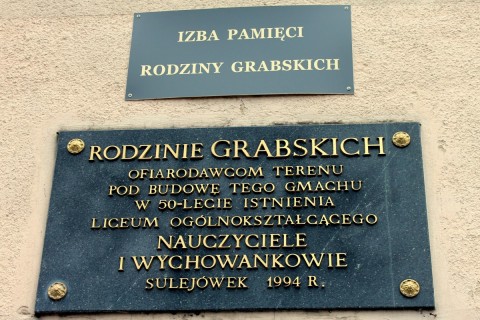 IZBA PAMIĘCI
RODZINY GRABSKICH
RODZINIE GRABSKICH
OFIARODAWCOM TERENU
POD BUDOWĘ TEGO GMACHU
W 50-LECIE ISTNIENIA
LICEUM OGÓLNOKSZTAŁCĄCEGO
NAUCZYCIELE
I WYCHOWANKOWIE
SULEJÓWEK 1994 R.